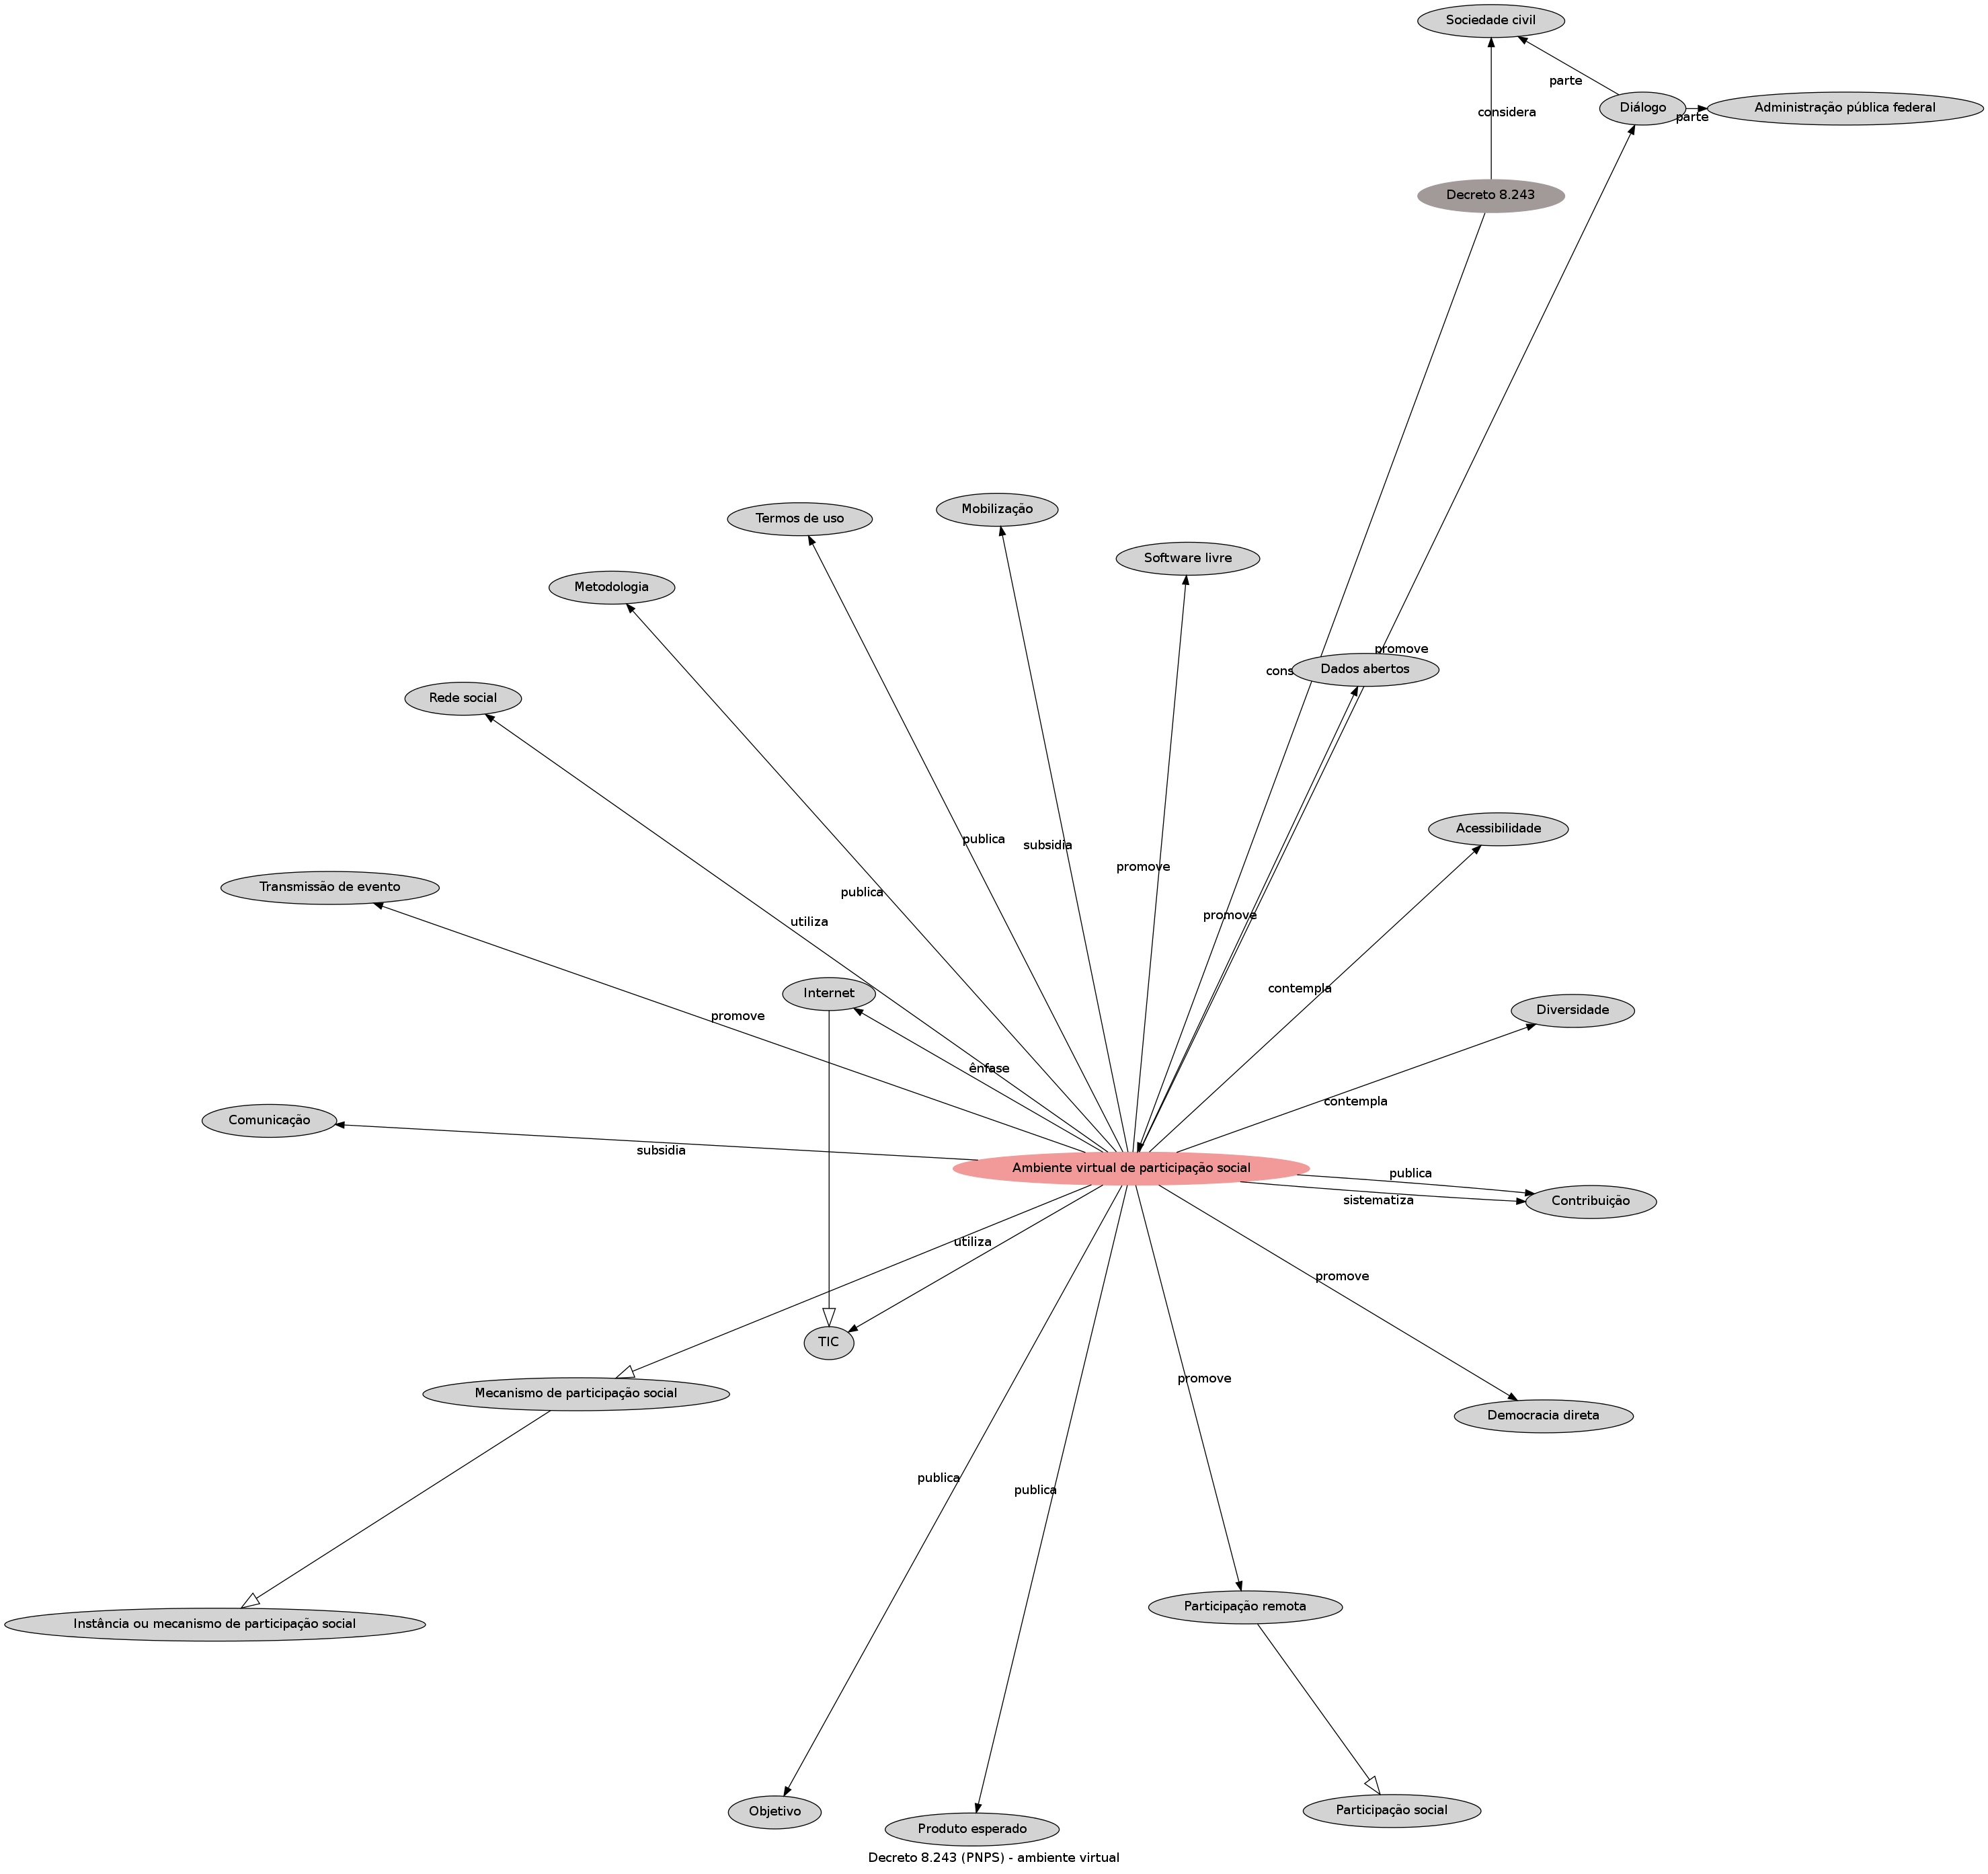 Sociedade civil
parte
Diálogo
Administração pública federal
parte
considera
Decreto 8.243
Mobilização
Termos de uso
Software livre
Metodologia
promove
cons
Dados abertos
Rede social
Acessibilidade
publica
subsidia
promove
Transmissão de evento
publica
promove
utiliza
contempla
Internet
Diversidade
promove
ênfase
contempla
Comunicação
subsidia
Ambiente virtual de participação social
publica
sistematiza
Contribuição
utiliza
promove
TIC
promove
Mecanismo de participação social
Democracia direta
publica
publica
Participação remota
Instância ou mecanismo de participação social
Objetivo
Participação social
Produto esperado
Decreto 8.243 (PNPS) - ambiente virtual